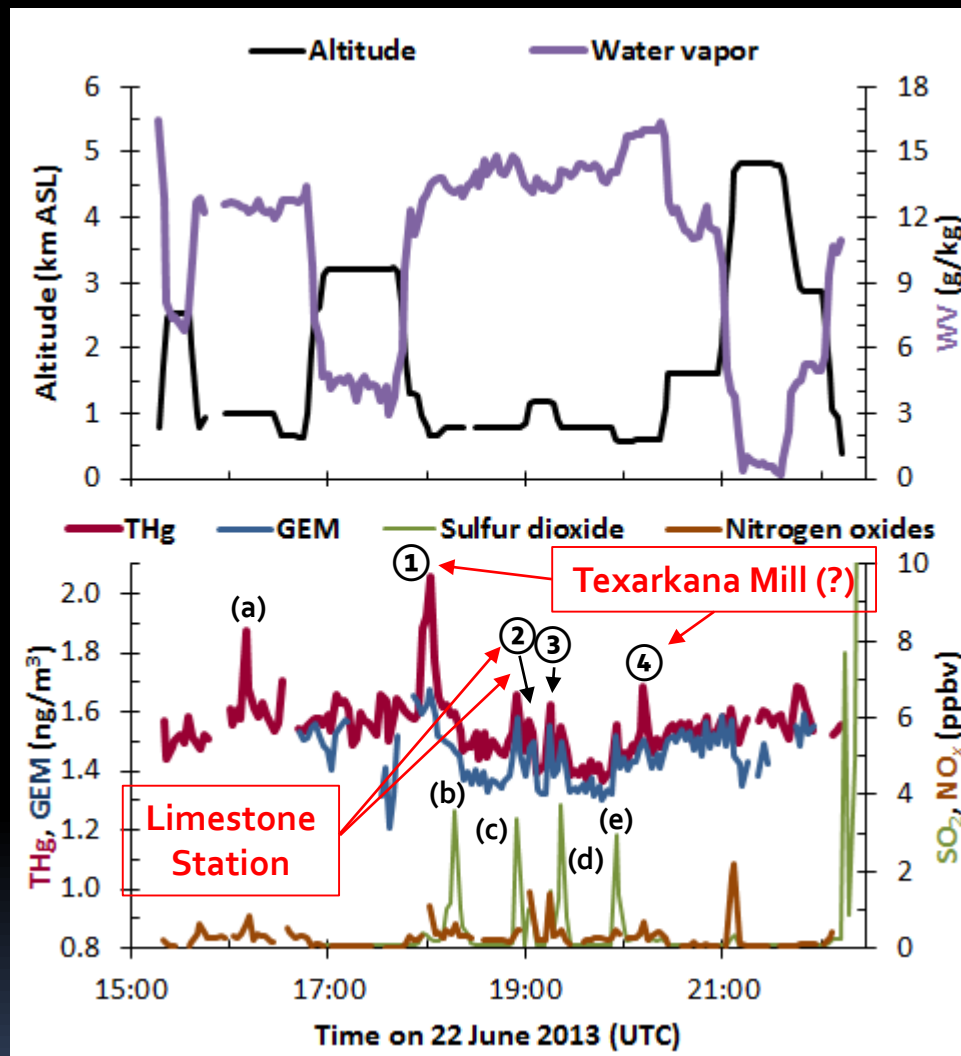 Altitude Water vapor
6
5
4
3
2
1
0
Altitude (km ASL)
18
15
12
9
6
3
0
WV (g/kg)
THg GEM Sulfur dioxide Nitrogen oxides
2.0
1.8
1.6
1.4
1.2
1.0
0.8
THg, GEM (ng/m³)
10
8
6
4
2
0
SO₂, NOₓ (ppbv)
(a)
1
Texarkana Mill (?)
2
3
4
(b)
(c)
(d)
(e)
Limestone
Station
15:00 17:00 19:00 21:00
Time on 22 June 2013 (UTC)